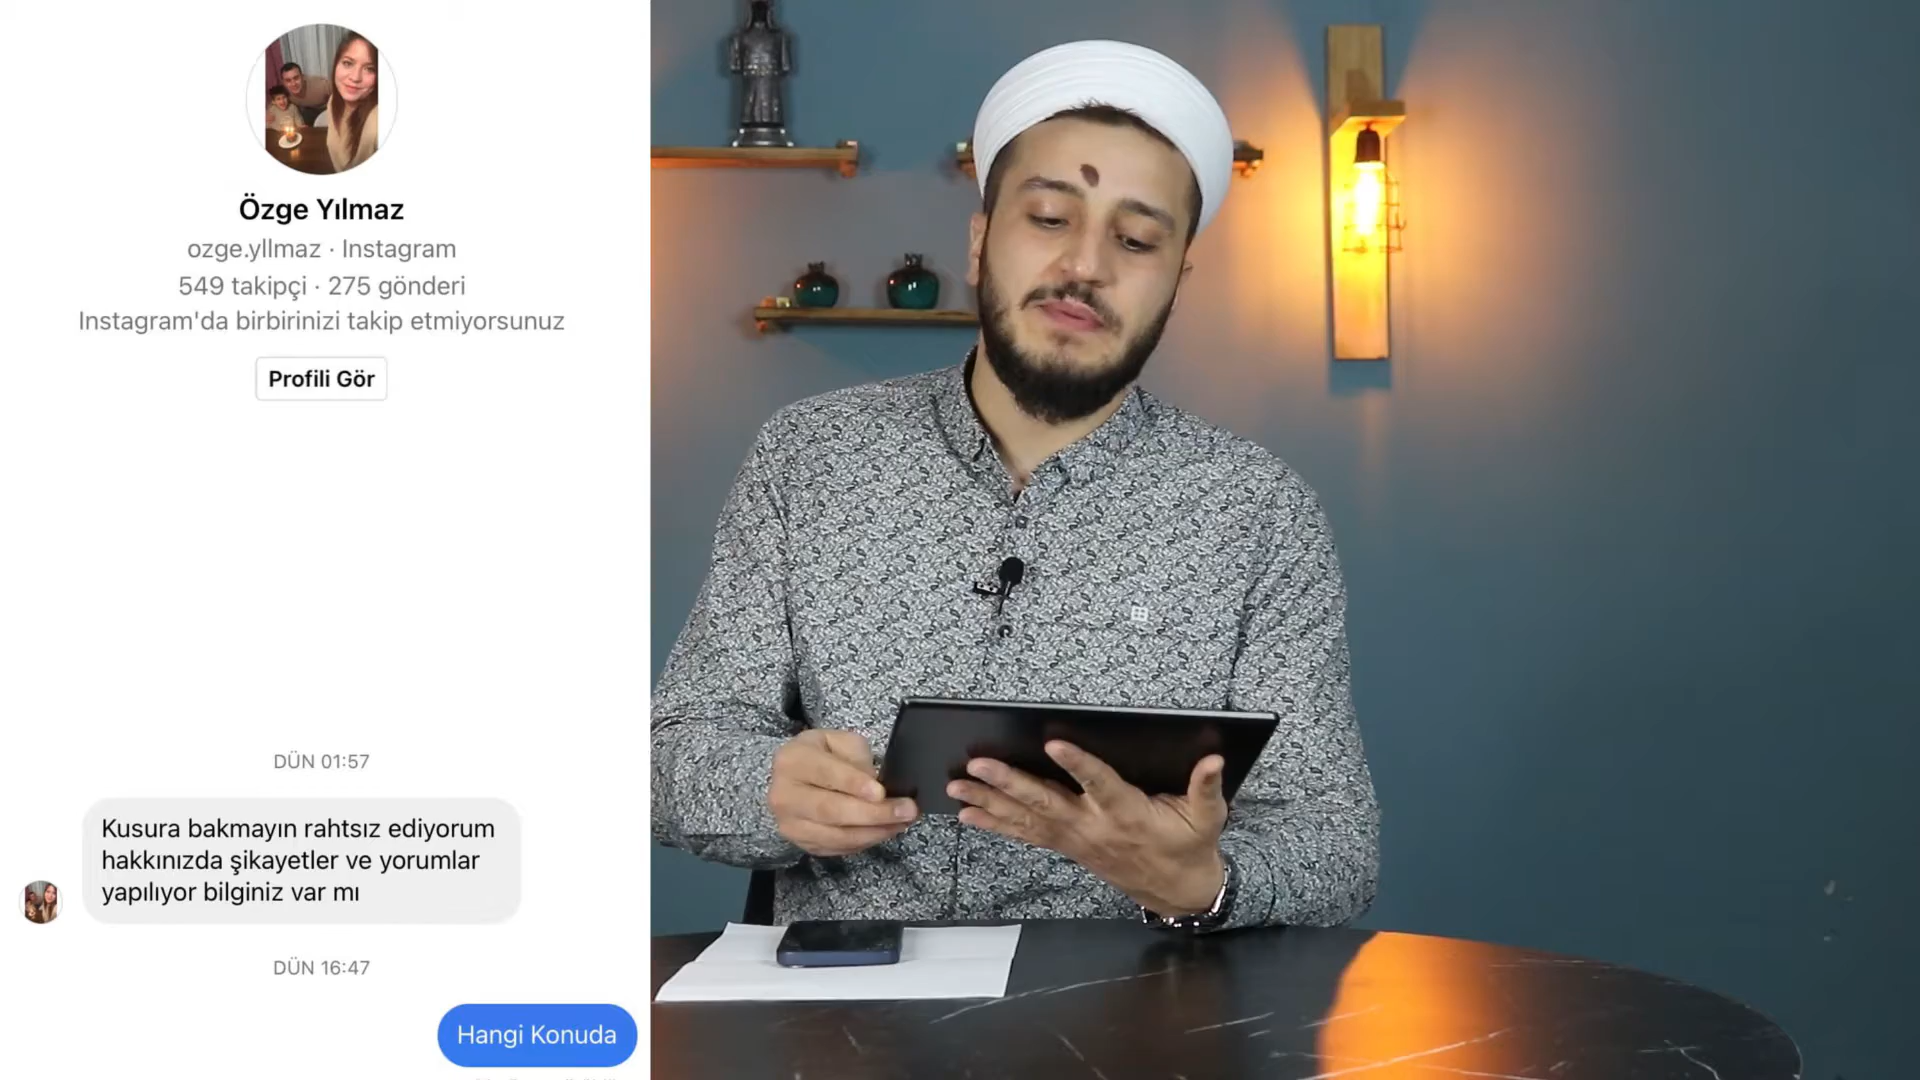 Özge Yılmaz
ozge.yllmaz · Instagram
549 takipçi · 275 gönderi
Instagram'da birbirinizi takip etmiyorsunuz
Profili Gör
DÜN 01:57
Kusura bakmayın rahtsız ediyorum
hakkınızda şikayetler ve yorumlar
yapılıyor bilginiz var mı
DÜN 16:47
Hangi Konuda